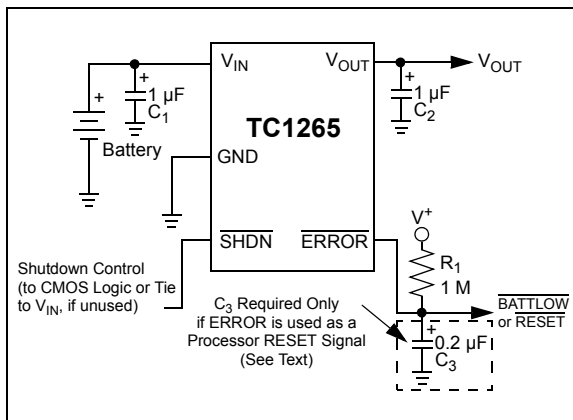 +
V_IN
V_OUT
+
V_OUT
+
1 µF
C_1
1 µF
C_2
Battery
TC1265
GND
V^+
SHDN
ERROR
R_1
1 M
Shutdown Control
(to CMOS Logic or Tie
to V_IN, if unused)
C_3 Required Only
if ERROR is used as a
Processor RESET Signal
(See Text)
BATTLOW
or RESET
+
0.2 µF
C_3